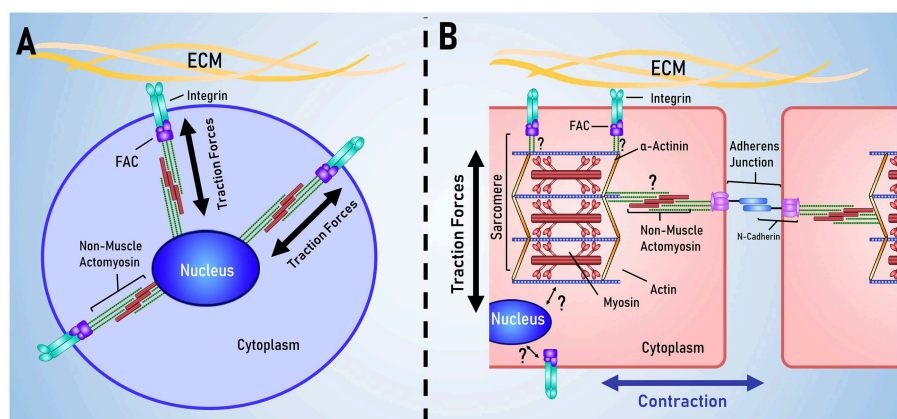 A
ECM
Integrin
FAC
Traction Forces
Traction Forces
Non-Muscle
Actomyosin
Nucleus
Cytoplasm
B
ECM
Integrin
FAC
?
?
α-Actinin
Adherens
Junction
Traction Forces
Sarcomere
?
N-Cadherin
Non-Muscle
Actomyosin
Actin
Myosin
?
Nucleus
?
Cytoplasm
Contraction